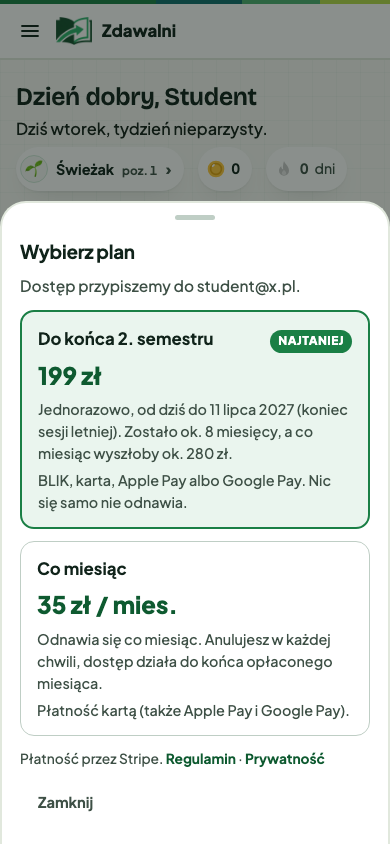 Zdawalni
Dzień dobry, Student
Dziś wtorek, tydzień nieparzysty.
Świeżak poz. 1 › 0 0 dni
Wybierz plan
Dostęp przypiszemy do student@x.pl.
Do końca 2. semestru NAJTANIEJ
199 zł
Jednorazowo, od dziś do 11 lipca 2027 (koniec
sesji letniej). Zostało ok. 8 miesięcy, a co
miesiąc wyszłoby ok. 280 zł.
BLIK, karta, Apple Pay albo Google Pay. Nic
się samo nie odnawia.
Co miesiąc
35 zł / mies.
Odnawia się co miesiąc. Anulujesz w każdej
chwili, dostęp działa do końca opłaconego
miesiąca.
Płatność kartą (także Apple Pay i Google Pay).
Płatność przez Stripe. Regulamin · Prywatność
Zamknij